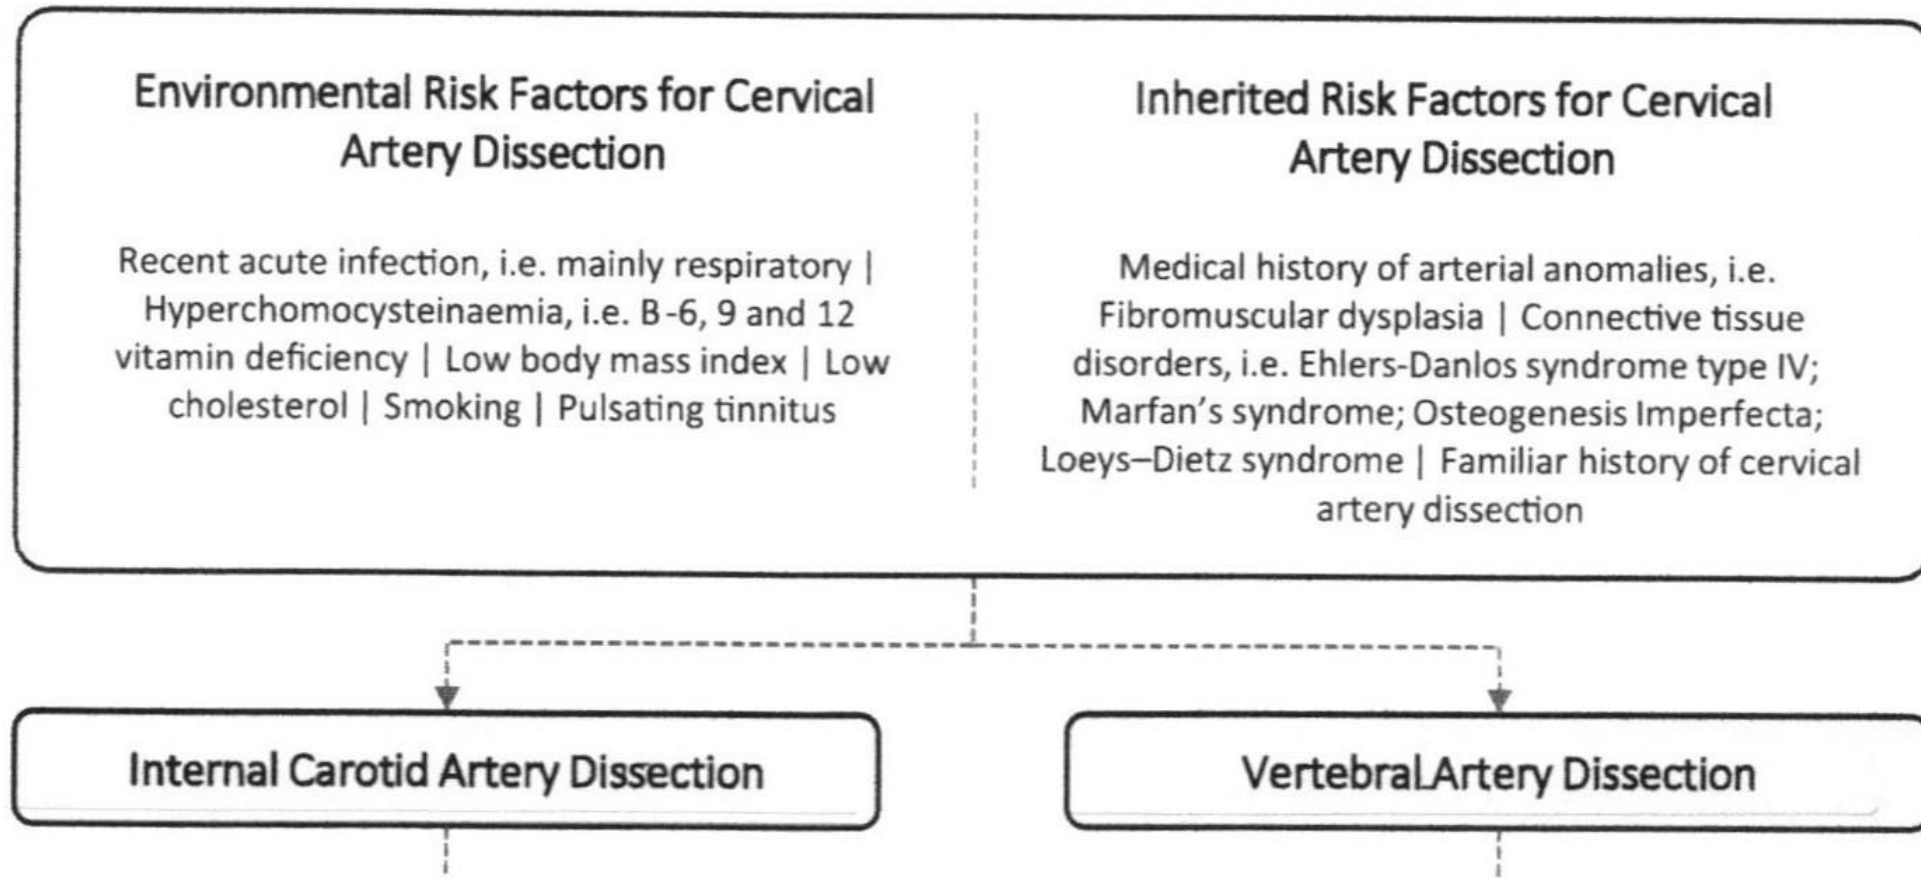 Environmental Risk Factors for Cervical
Artery Dissection
Recent acute infection, i.e. mainly respiratory |
Hyperchomocysteinaemia, i.e. B-6, 9 and 12
vitamin deficiency | Low body mass index | Low
cholesterol | Smoking | Pulsating tinnitus
Inherited Risk Factors for Cervical
Artery Dissection
Medical history of arterial anomalies, i.e.
Fibromuscular dysplasia | Connective tissue
disorders, i.e. Ehlers-Danlos syndrome type IV;
Marfan's syndrome; Osteogenesis Imperfecta;
Loeys–Dietz syndrome | Familiar history of cervical
artery dissection
Internal Carotid Artery Dissection
Vertebral Artery Dissection